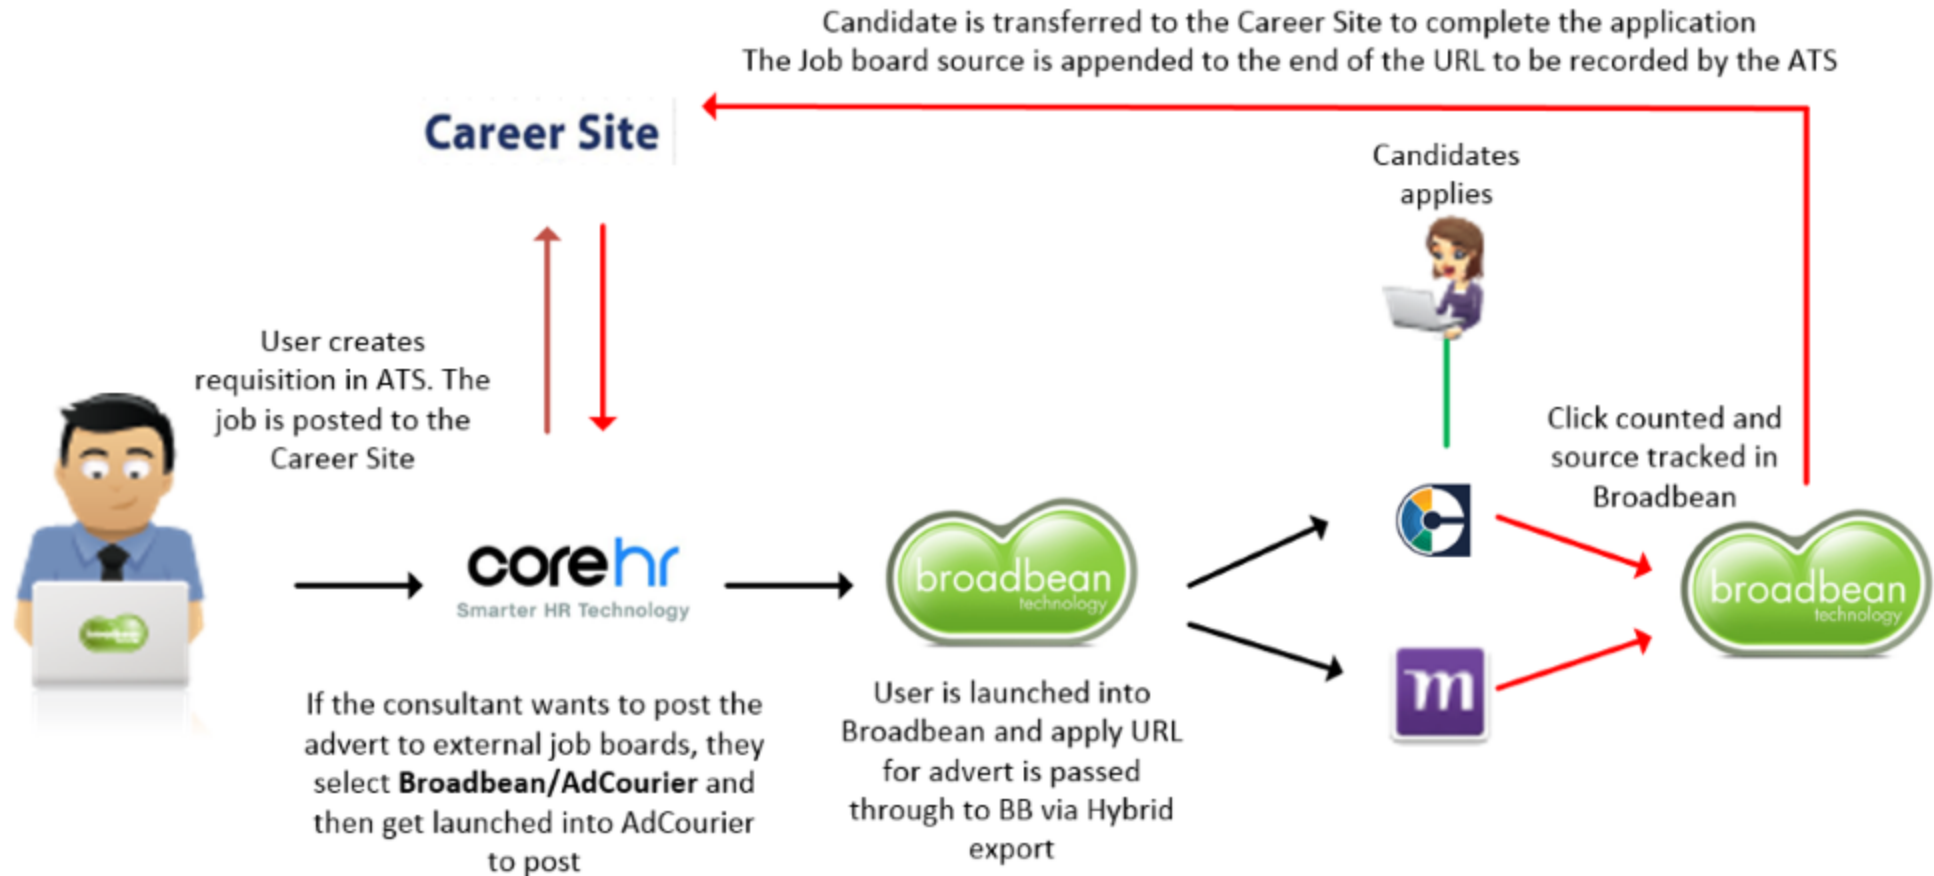 Candidate is transferred to the Career Site to complete the application
The Job board source is appended to the end of the URL to be recorded by the ATS
Career Site
Candidates
applies
User creates
requisition in ATS. The
job is posted to the
Career Site
Click counted and
source tracked in
Broadbean
corehr
Smarter HR Technology
broadbean
technology
broadbean
technology
m
If the consultant wants to post the
advert to external job boards, they
select Broadbean/AdCourier and
then get launched into AdCourier
to post
User is launched into
Broadbean and apply URL
for advert is passed
through to BB via Hybrid
export